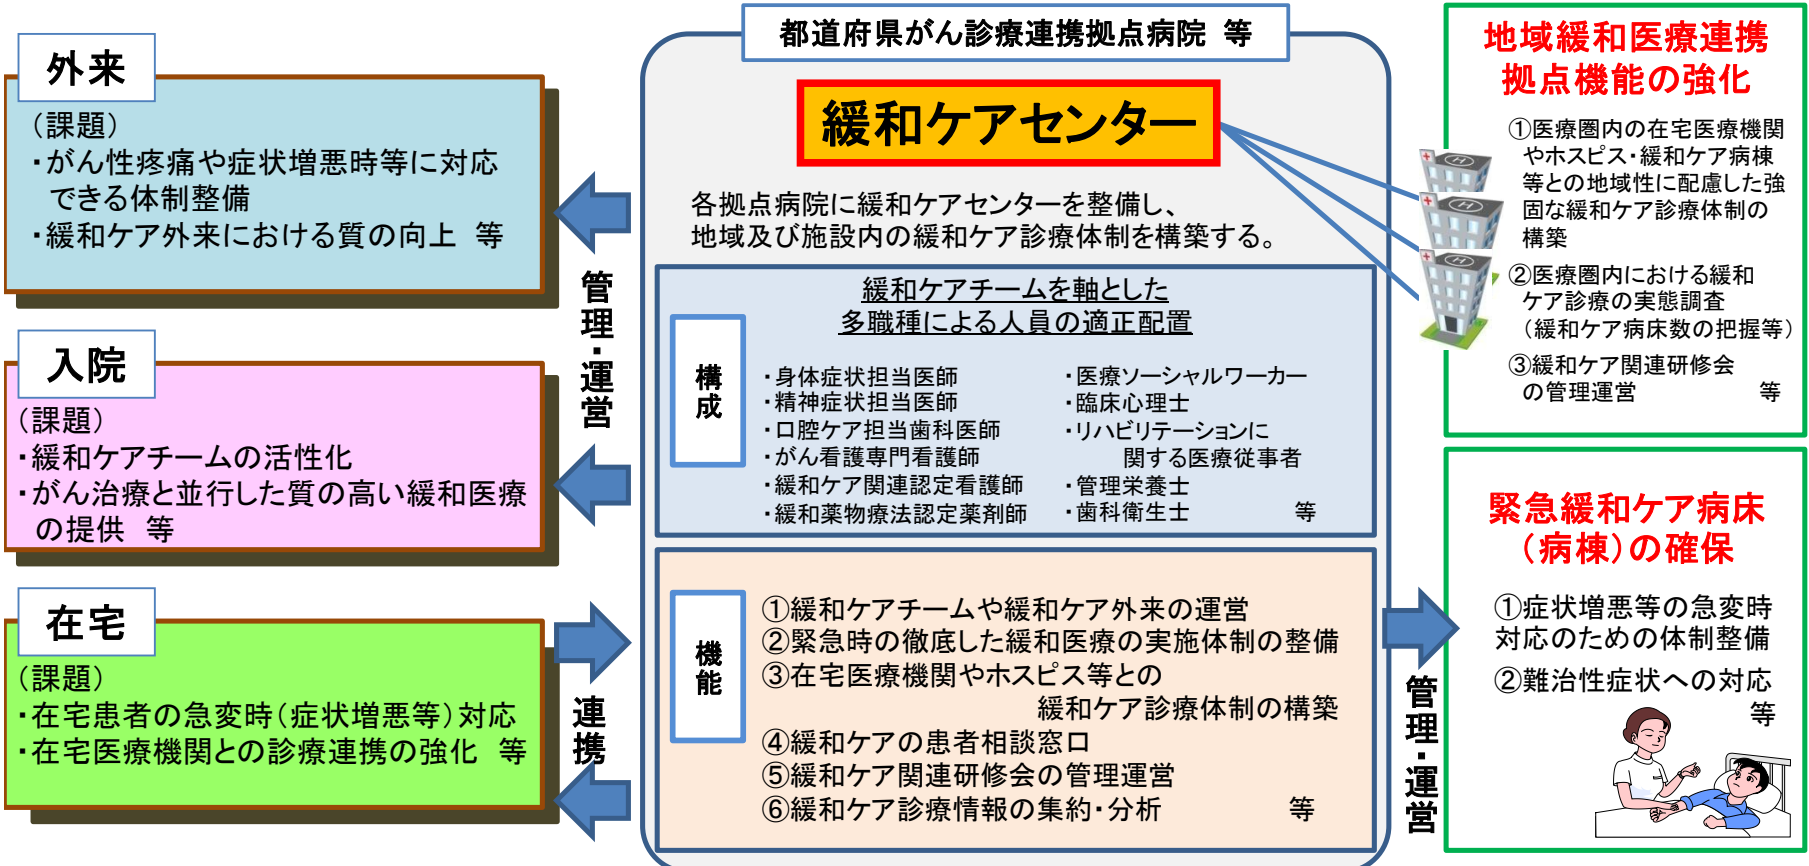 外来
（課題）
・がん性疼痛や症状増悪時等に対応
できる体制整備
・緩和ケア外来における質の向上 等
入院
（課題）
・緩和ケアチームの活性化
・がん治療と並行した質の高い緩和医療
の提供 等
在宅
（課題）
・在宅患者の急変時（症状増悪等）対応
・在宅医療機関との診療連携の強化 等
管理・運営
連携
都道府県がん診療連携拠点病院 等
緩和ケアセンター
各拠点病院に緩和ケアセンターを整備し、
地域及び施設内の緩和ケア診療体制を構築する。
緩和ケアチームを軸とした
多職種による人員の適正配置
構成
・身体症状担当医師
・精神症状担当医師
・口腔ケア担当歯科医師
・がん看護専門看護師
・緩和ケア関連認定看護師
・緩和薬物療法認定薬剤師
・医療ソーシャルワーカー
・臨床心理士
・リハビリテーションに
関する医療従事者
・管理栄養士
・歯科衛生士 等
機能
①緩和ケアチームや緩和ケア外来の運営
②緊急時の徹底した緩和医療の実施体制の整備
③在宅医療機関やホスピス等との
緩和ケア診療体制の構築
④緩和ケアの患者相談窓口
⑤緩和ケア関連研修会の管理運営
⑥緩和ケア診療情報の集約・分析 等
管理・運営
地域緩和医療連携
拠点機能の強化
①医療圏内の在宅医療機関
やホスピス・緩和ケア病棟
等との地域性に配慮した強
固な緩和ケア診療体制の
構築
②医療圏内における緩和
ケア診療の実態調査
（緩和ケア病床数の把握等）
③緩和ケア関連研修会
の管理運営 等
H
H
H
緊急緩和ケア病床
（病棟）の確保
①症状増悪等の急変時
対応のための体制整備
②難治性症状への対応
等